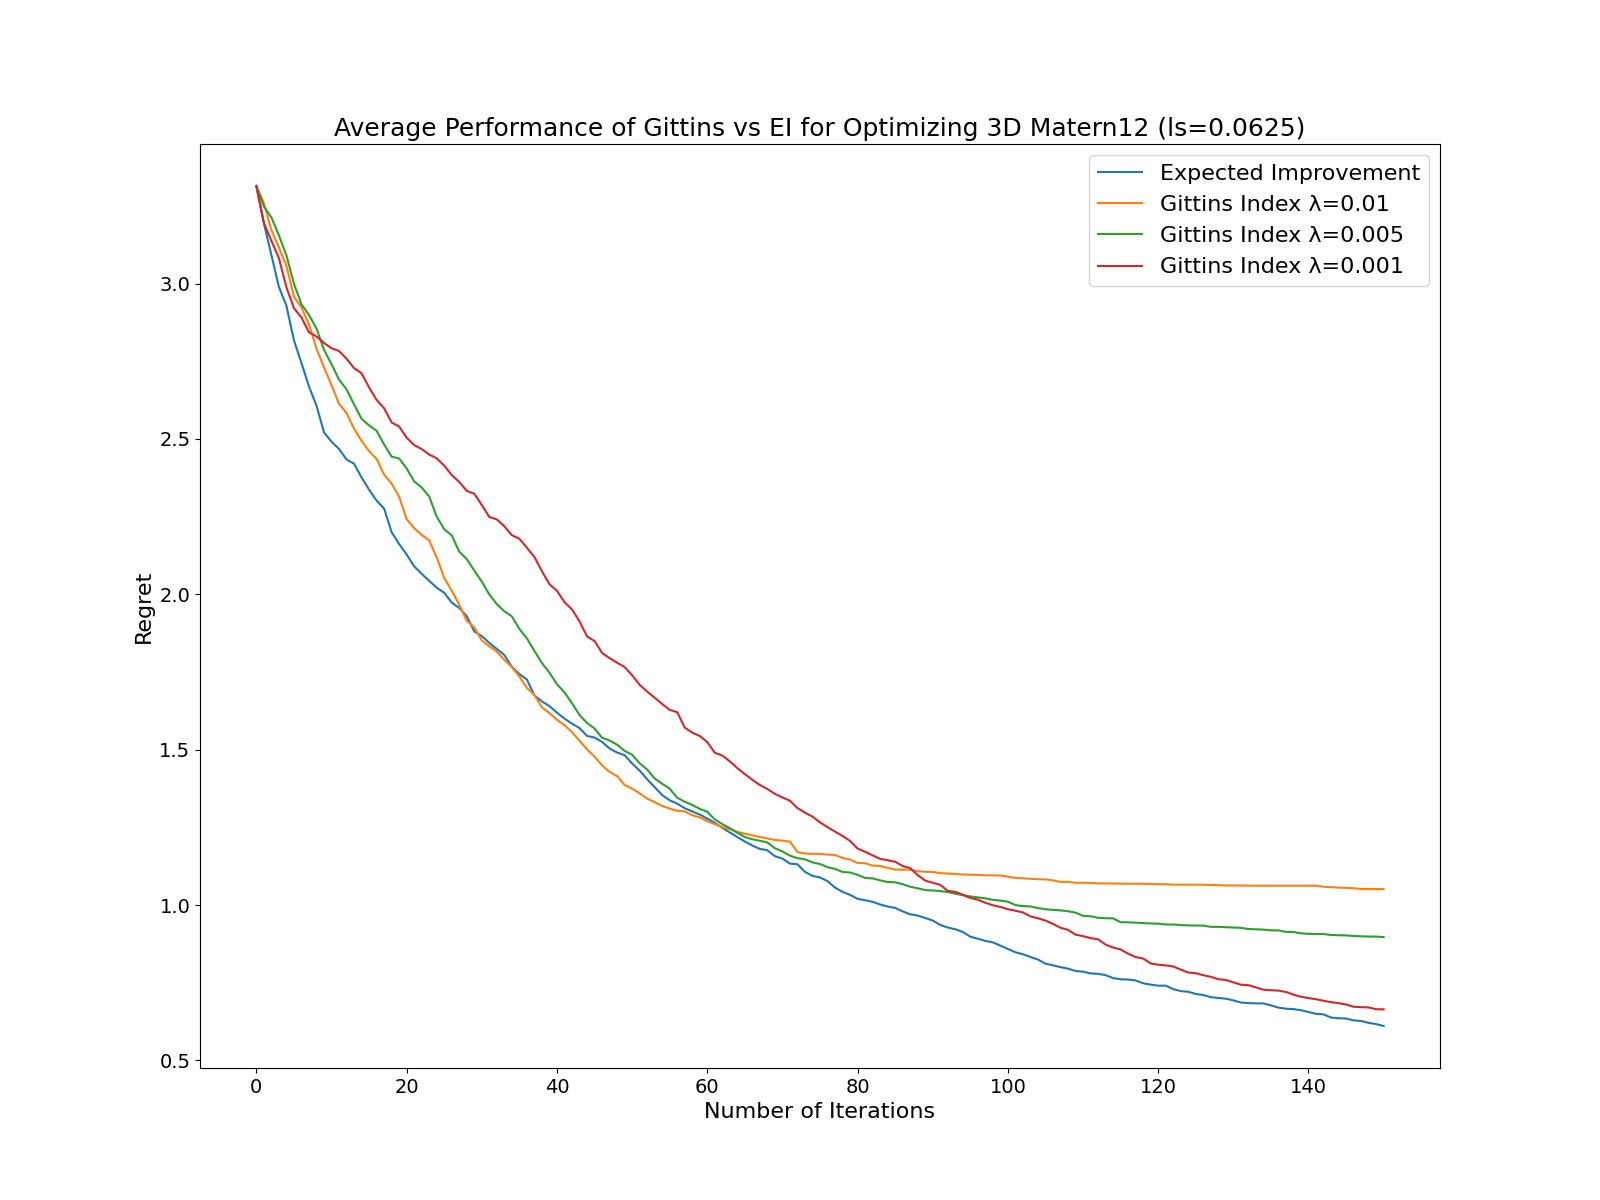 Average Performance of Gittins vs EI for Optimizing 3D Matern12 (ls=0.0625)
Expected Improvement
Gittins Index λ=0.01
Gittins Index λ=0.005
Gittins Index λ=0.001
Regret
3.0
2.5
2.0
1.5
1.0
0.5
0 20 40 60 80 100 120 140
Number of Iterations